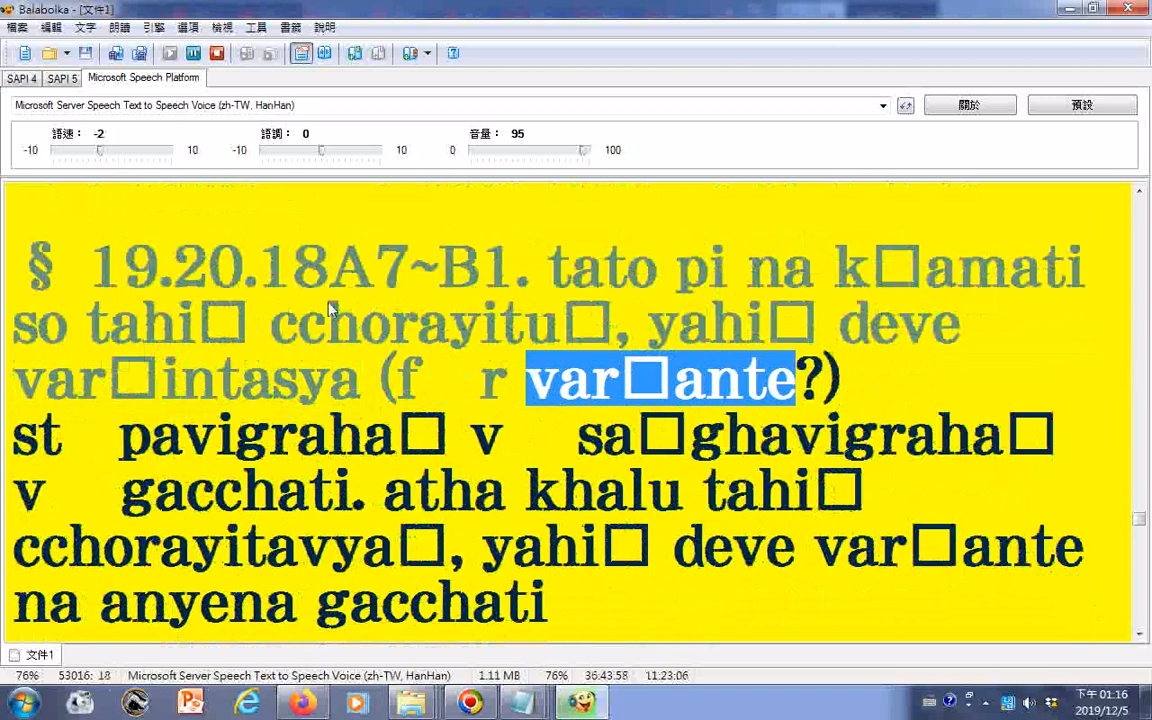 Balabolka - [文件1]
檔案 編輯 文字 朗讀 引擎 選項 檢視 工具 書籤 說明
SAPI 4 SAPI 5 Microsoft Speech Platform
Microsoft Server Speech Text to Speech Voice (zh-TW, HanHan) 關於 預設
語速： -2 語調： 0 音量： 95
-10 10 -10 10 0 100
§ 19.20.18A7~B1. tato pi na k□amati
so tahi□ cchorayitu□, yahi□ deve
var□intasya (f r var□ante?)
st pavigraha□ v sa□ghavigraha□
v gacchati. atha khalu tahi□
cchorayitavya□, yahi□ deve var□ante
na anyena gacchati
文件1
76% 53016: 18 Microsoft Server Speech Text to Speech Voice (zh-TW, HanHan) 1.11 MB 76% 36:43:58 11:23:06
下午 01:16
2019/12/5